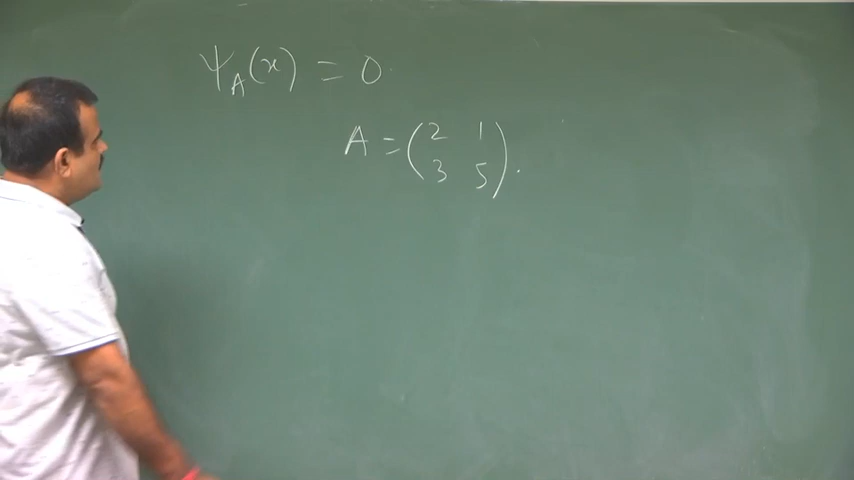 ψ_A(x) = 0.
A = (2 1
3 5).